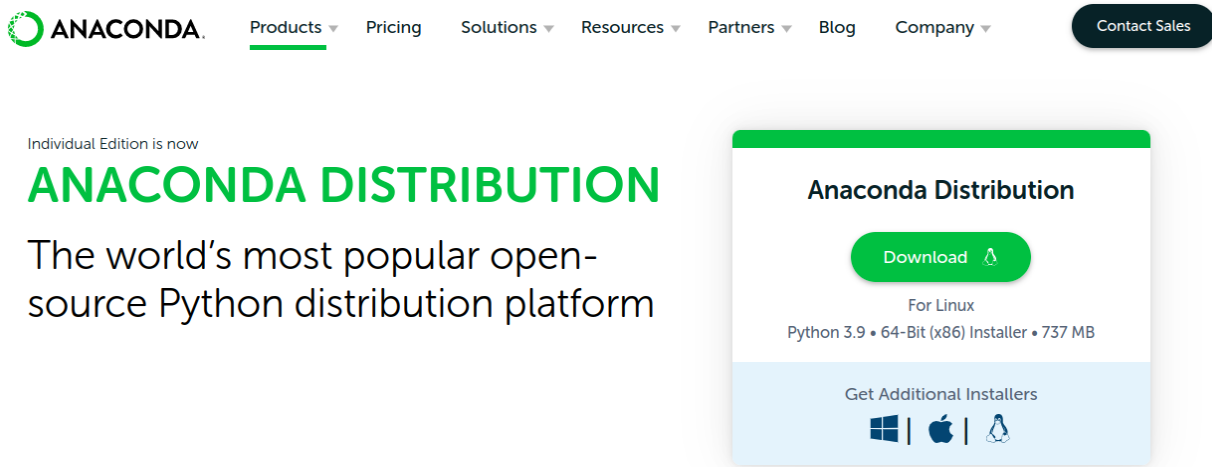 ANACONDA.
Products Pricing Solutions Resources Partners Blog Company Contact Sales
Individual Edition is now
ANACONDA DISTRIBUTION
The world's most popular open-
source Python distribution platform
Anaconda Distribution
Download
For Linux
Python 3.9 • 64-Bit (x86) Installer • 737 MB
Get Additional Installers
| |